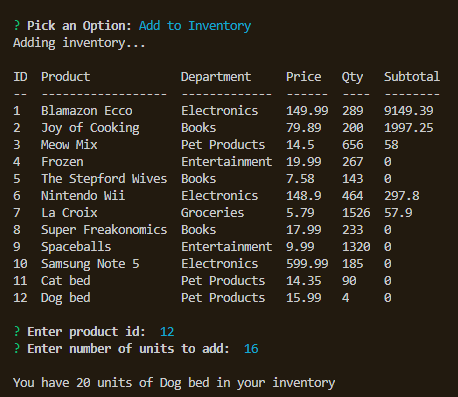 ? Pick an Option: Add to Inventory
Adding inventory...
ID Product Department Price Qty Subtotal
-- ------------------ ------------- ------ ---- --------
1 Blamazon Ecco Electronics 149.99 289 9149.39
2 Joy of Cooking Books 79.89 200 1997.25
3 Meow Mix Pet Products 14.5 656 58
4 Frozen Entertainment 19.99 267 0
5 The Stepford Wives Books 7.58 143 0
6 Nintendo Wii Electronics 148.9 464 297.8
7 La Croix Groceries 5.79 1526 57.9
8 Super Freakonomics Books 17.99 233 0
9 Spaceballs Entertainment 9.99 1320 0
10 Samsung Note 5 Electronics 599.99 185 0
11 Cat bed Pet Products 14.35 90 0
12 Dog bed Pet Products 15.99 4 0
? Enter product id: 12
? Enter number of units to add: 16
You have 20 units of Dog bed in your inventory